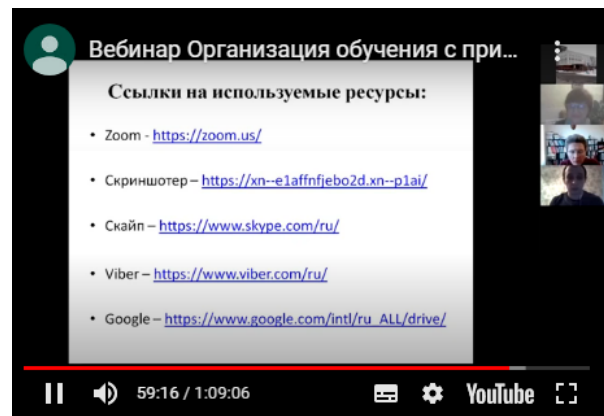 Вебинар Организация обучения с при...
Ссылки на используемые ресурсы:
• Zoom - https://zoom.us/
• Скриншотер – https://xn--e1affnfjebo2d.xn--p1ai/
• Скайп – https://www.skype.com/ru/
• Viber – https://www.viber.com/ru/
• Google – https://www.google.com/intl/ru_ALL/drive/
59:16 / 1:09:06
YouTube